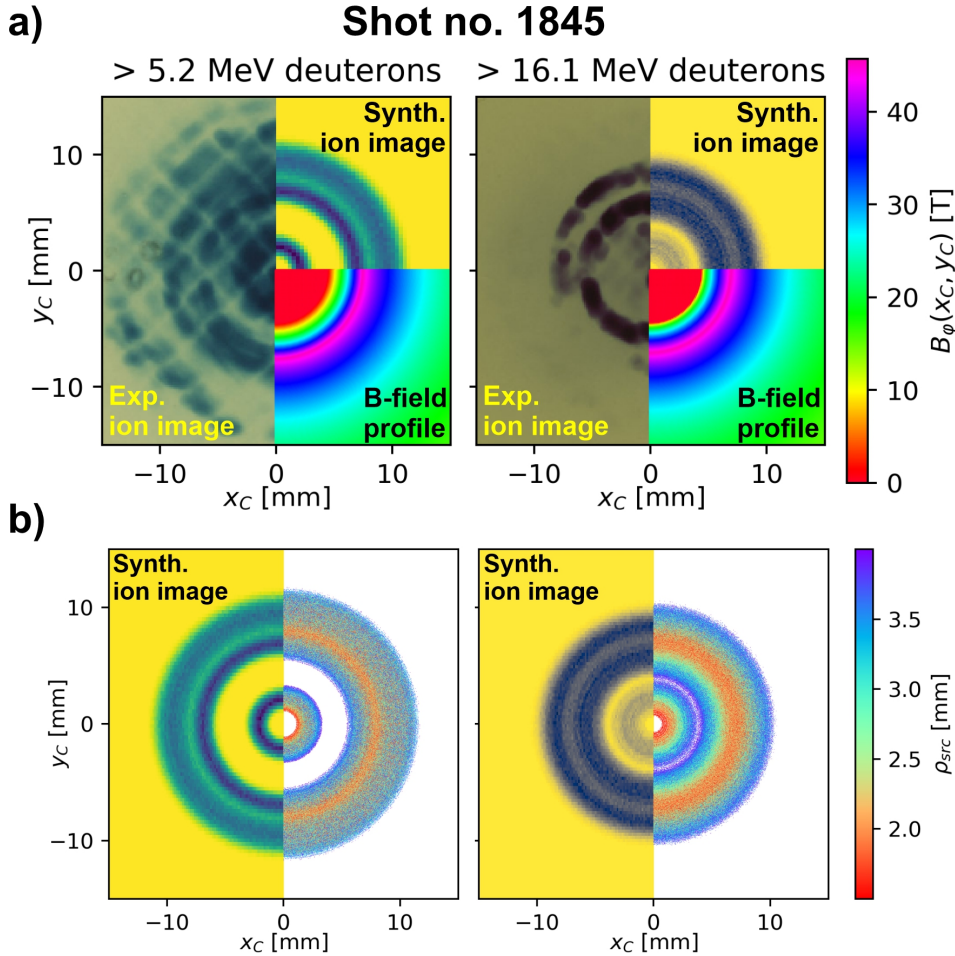 a)
Shot no. 1845
> 5.2 MeV deuterons
> 16.1 MeV deuterons
Synth.
ion image
Synth.
ion image
10
0
−10
y_C [mm]
Exp.
ion image
B-field
profile
Exp.
ion image
B-field
profile
−10 0 10
x_C [mm]
−10 0 10
x_C [mm]
40
30
20
10
0
B_φ(x_C, y_C) [T]
b)
Synth.
ion image
Synth.
ion image
10
0
−10
y_C [mm]
−10 0 10
x_C [mm]
−10 0 10
x_C [mm]
3.5
3.0
2.5
2.0
ρ_src [mm]